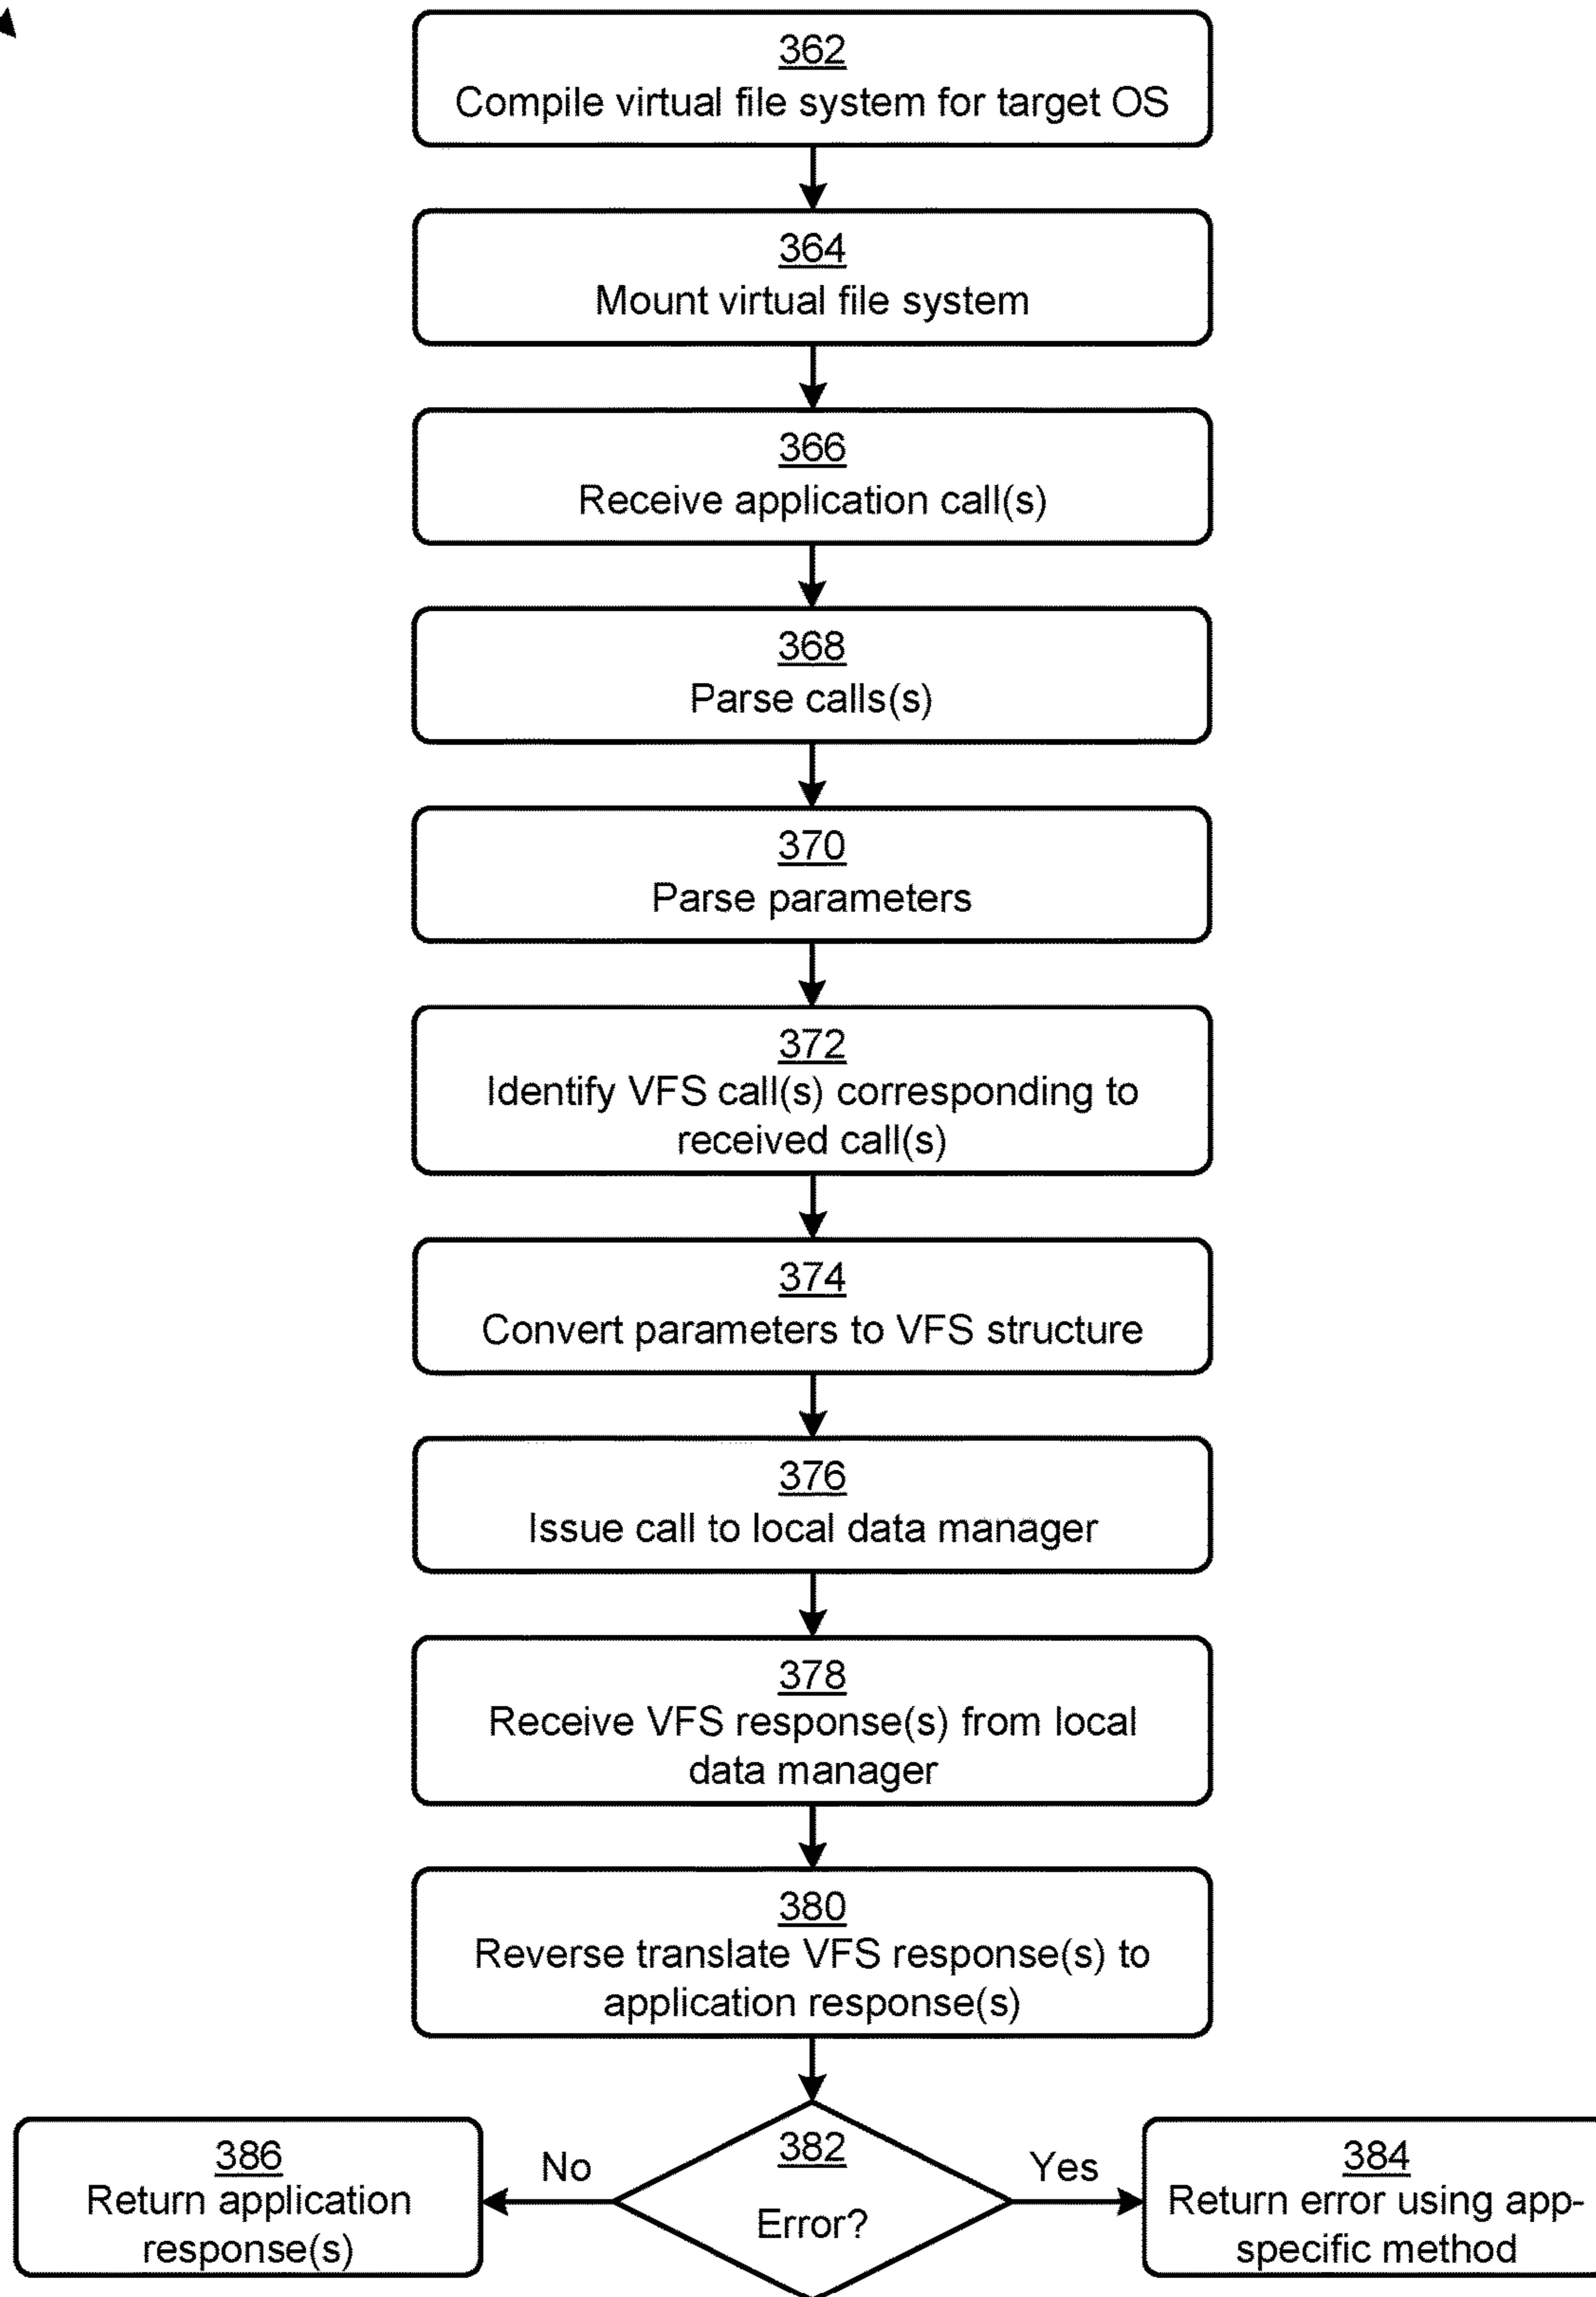 362
Compile virtual file system for target OS
364
Mount virtual file system
366
Receive application call(s)
368
Parse calls(s)
370
Parse parameters
372
Identify VFS call(s) corresponding to
received call(s)
374
Convert parameters to VFS structure
376
Issue call to local data manager
378
Receive VFS response(s) from local
data manager
380
Reverse translate VFS response(s) to
application response(s)
382
Error?
No
Yes
386
Return application
response(s)
384
Return error using app-
specific method